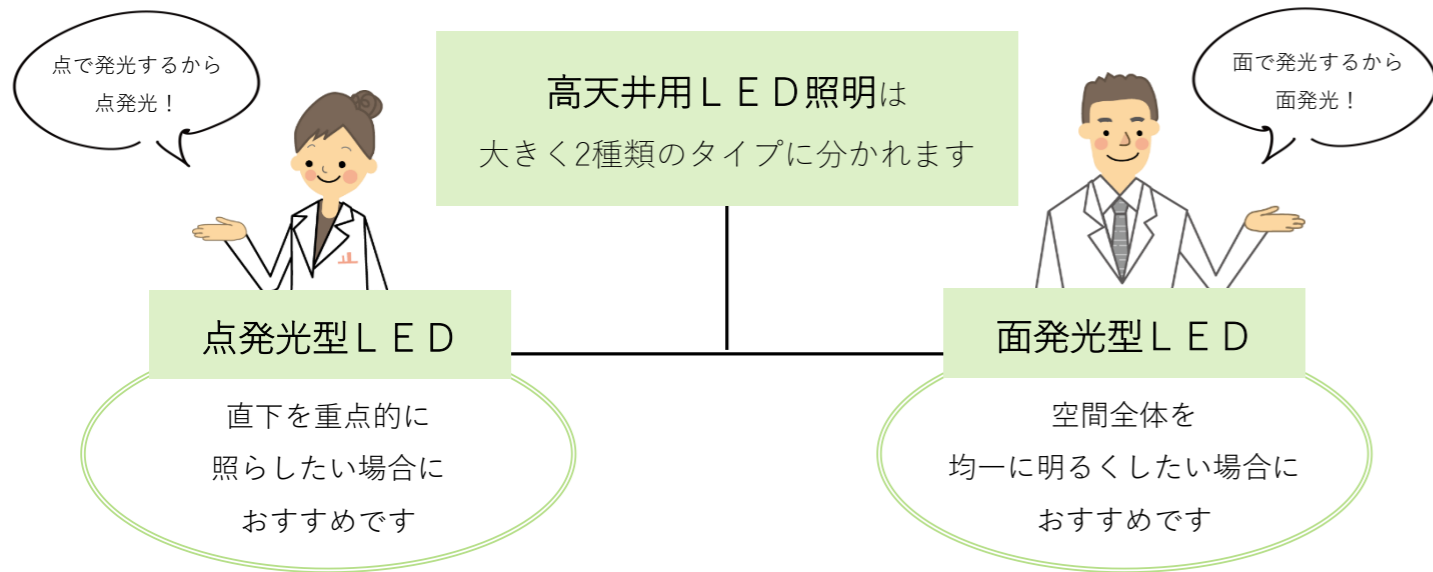 点で発光するから
点発光！
高天井用ＬＥＤ照明は
大きく2種類のタイプに分かれます
面で発光するから
面発光！
点発光型ＬＥＤ
直下を重点的に
照らしたい場合に
おすすめです
面発光型ＬＥＤ
空間全体を
均一に明るくしたい場合に
おすすめです